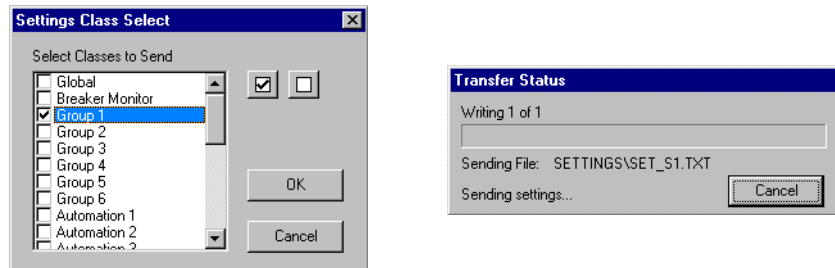 Settings Class Select
Select Classes to Send
Global
Breaker Monitor
Group 1
Group 2
Group 3
Group 4
Group 5
Group 6
Automation 1
Automation 2
Automation 3
OK
Cancel
Transfer Status
Writing 1 of 1
Sending File: SETTINGS\SET_S1.TXT
Sending settings...
Cancel